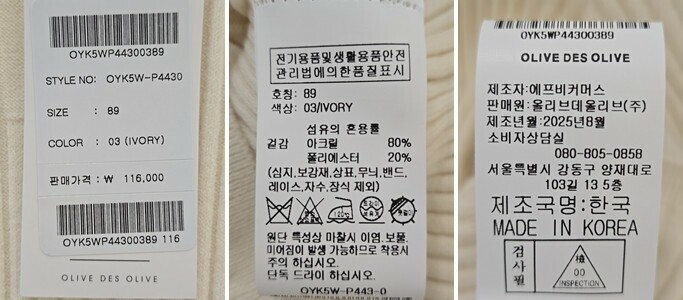 OYK5WP44300389
STYLE NO: OYK5W-P4430
SIZE : 89
COLOR : 03 (IVORY)
판매가격 : ₩ 116,000
OYK5WP44300389 116
OLIVE DES OLIVE
전기용품및생활용품안전
관리법에의한품질표시
호칭: 89
색상: 03/IVORY
섬유의 혼용률
겉감 아크릴 80%
폴리에스터 20%
(심지,보강재,상표,무늬,밴드,
레이스,자수,장식 제외)
원단 특성상 마찰시 이염,보풀,
미어짐이 발생 가능하므로 착용시
주의 하십시오.
단독 드라이 하십시오.
OYK5W-P443-0
OYK5WP44300389
OLIVE DES OLIVE
제조자:에프비커머스
판매원:올리브데올리브(주)
제조년월:2025년8월
소비자상담실
080-805-0858
서울특별시 강동구 양재대로
103길 13 5층
제조국명:한국
MADE IN KOREA
검사필
檢
00
INSPECTION